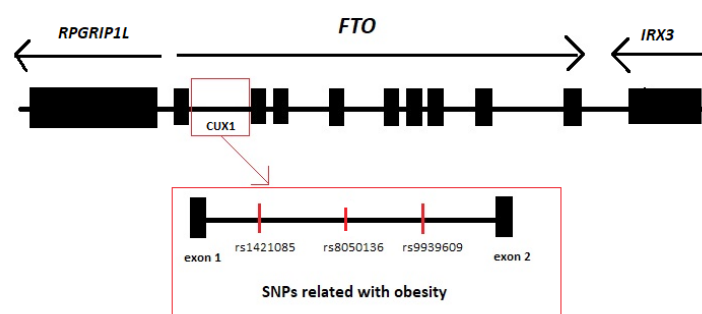 RPGRIP1L FTO IRX3
CUX1
rs1421085 rs8050136 rs9939609
exon 1 exon 2
SNPs related with obesity